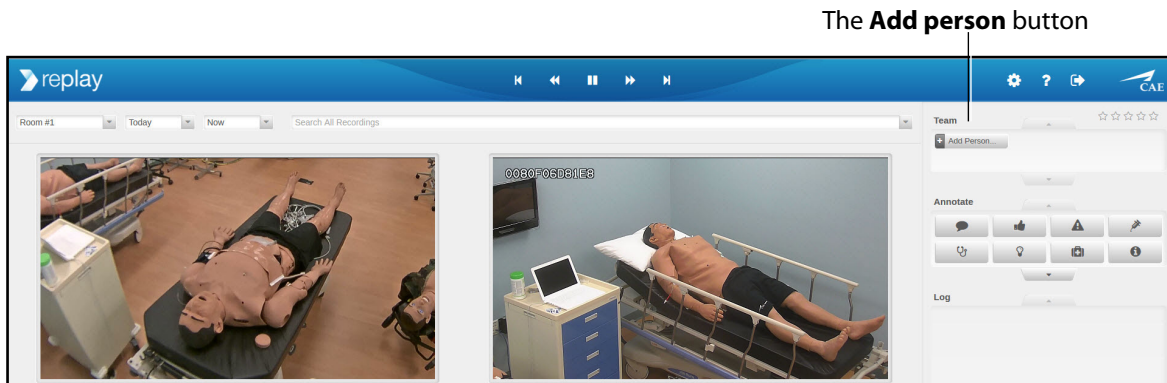 The Add person button
replay
CAE
Room #1
Today
Now
Search All Recordings
Team
Add Person...
0080F06D81E8
Annotate
Log